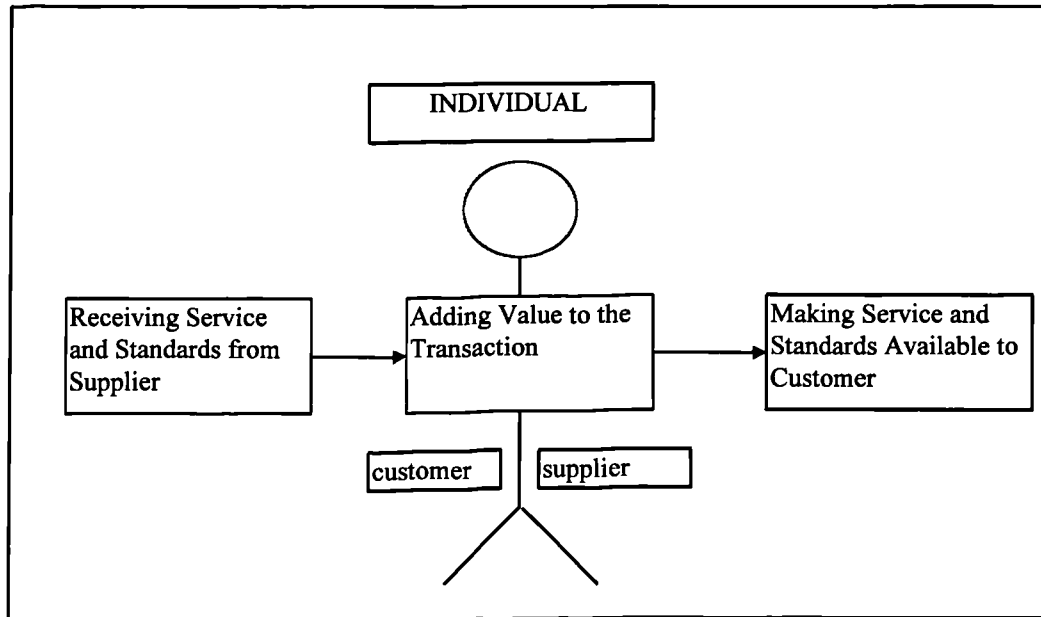 INDIVIDUAL
Receiving Service
and Standards from
Supplier
Adding Value to the
Transaction
Making Service and
Standards Available to
Customer
customer
supplier